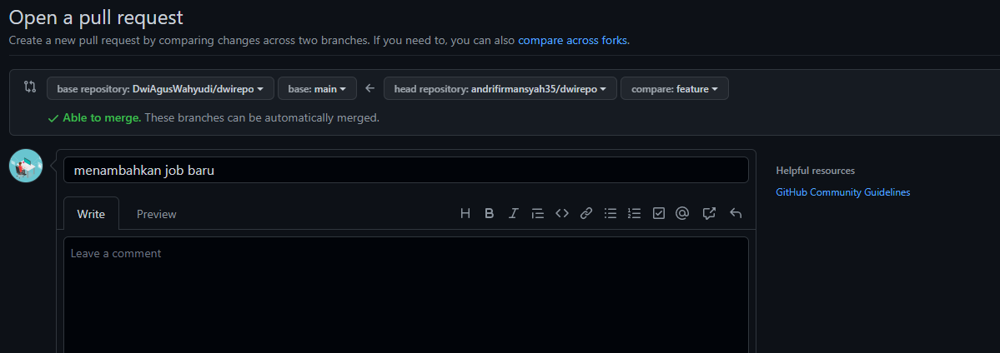 Open a pull request
Create a new pull request by comparing changes across two branches. If you need to, you can also compare across forks.
base repository: DwiAgusWahyudi/dwirepo base: main head repository: andrifirmansyah35/dwirepo compare: feature
Able to merge. These branches can be automatically merged.
menambahkan job baru
Helpful resources
GitHub Community Guidelines
Write Preview
Leave a comment